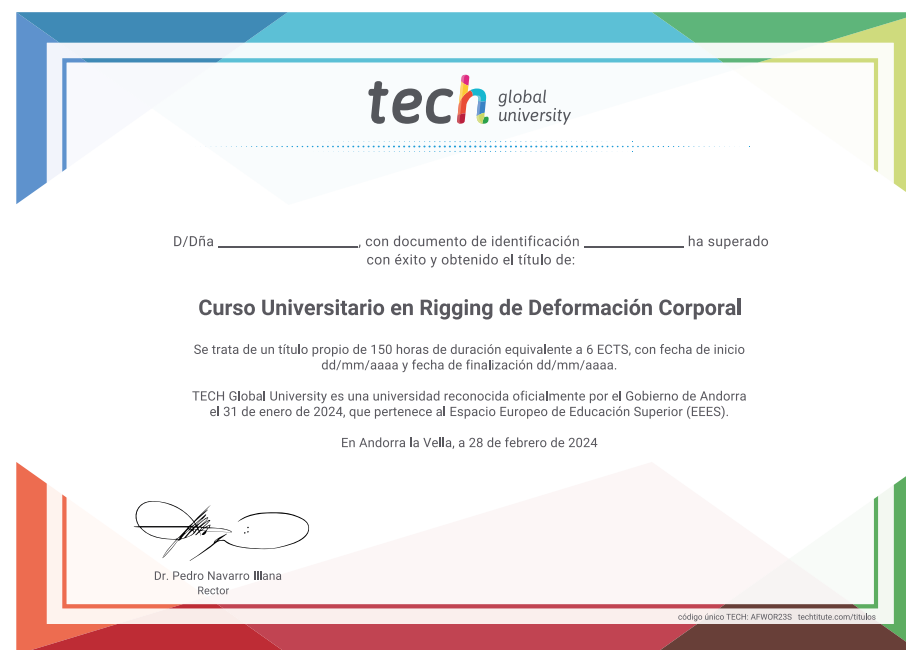 tech global university
D/Dña ____________________, con documento de identificación ______________ ha superado
con éxito y obtenido el título de:
Curso Universitario en Rigging de Deformación Corporal
Se trata de un título propio de 150 horas de duración equivalente a 6 ECTS, con fecha de inicio
dd/mm/aaaa y fecha de finalización dd/mm/aaaa.
TECH Global University es una universidad reconocida oficialmente por el Gobierno de Andorra
el 31 de enero de 2024, que pertenece al Espacio Europeo de Educación Superior (EEES).
En Andorra la Vella, a 28 de febrero de 2024
Dr. Pedro Navarro Illana
Rector
código único TECH: AFWOR23S techtitute.com/titulos